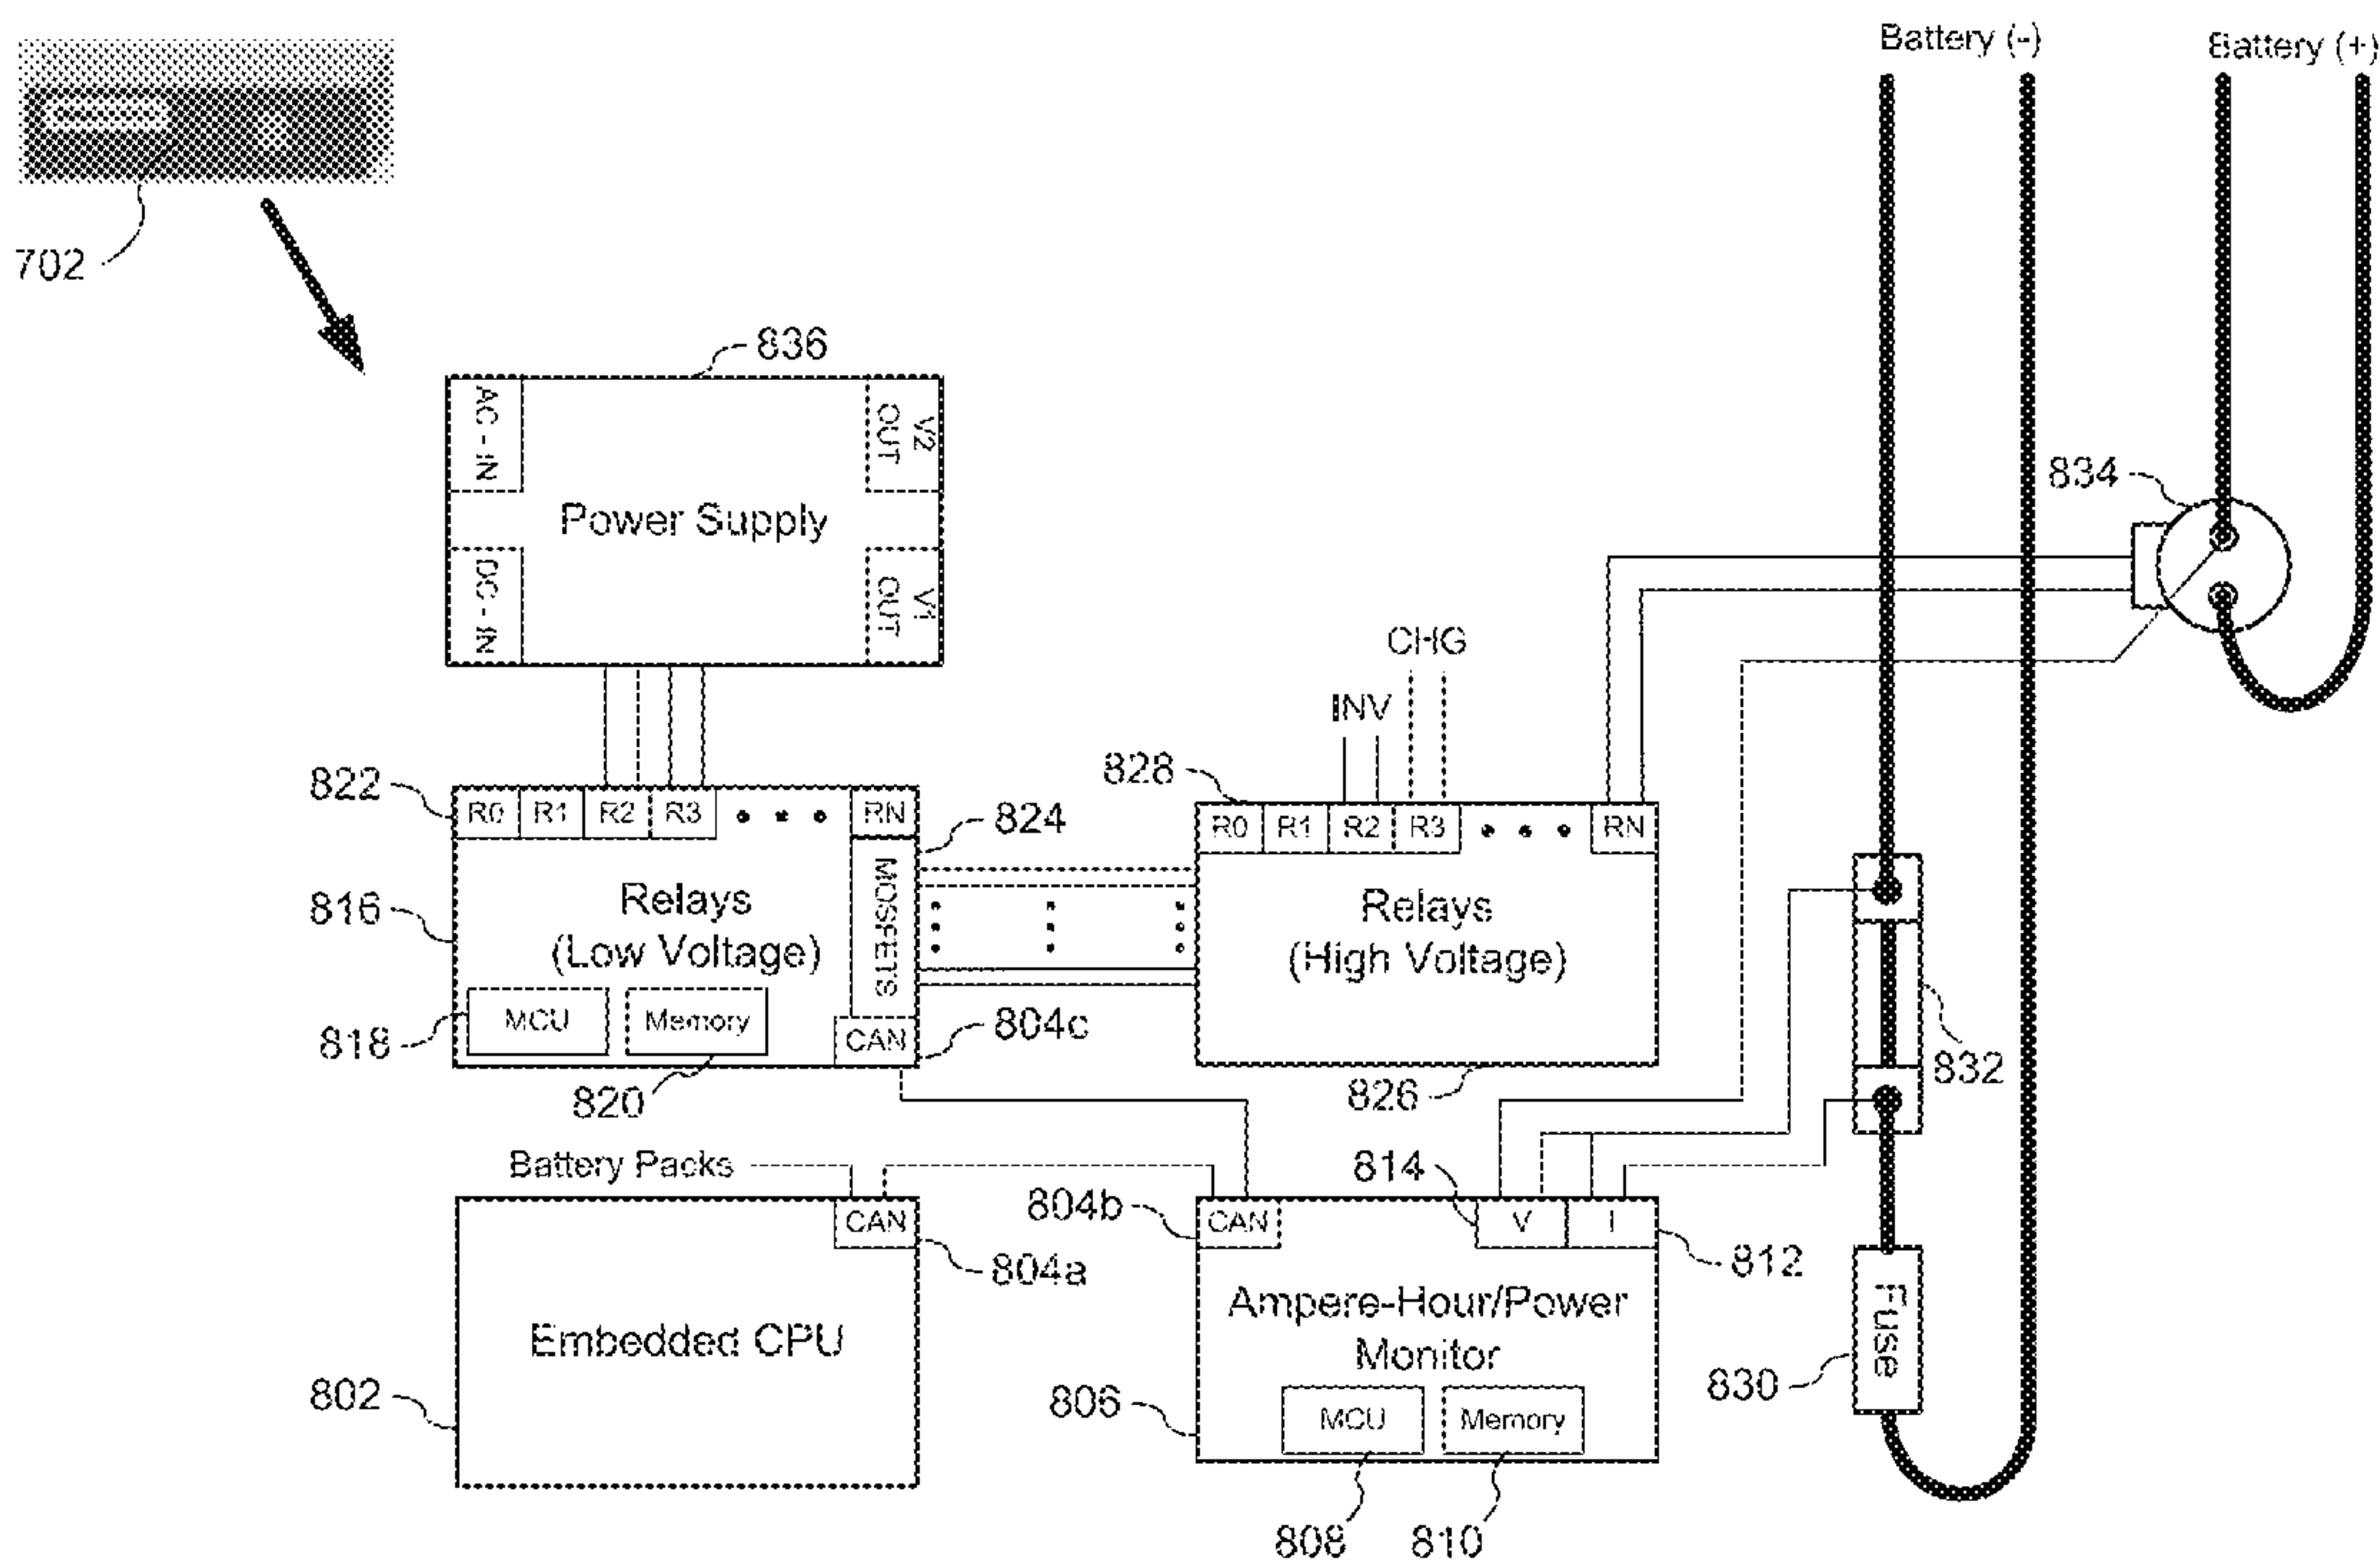 Battery (-)
Battery (+)
702
836
AC - IN
V2
OUT
Power Supply
DC - IN
V1
OUT
834
CHG
INV
822
R0 R1 R2 R3 RN
824
828
R0 R1 R2 R3 RN
816
Relays
(Low Voltage)
MOSFETS
Relays
(High Voltage)
818
MCU
Memory
CAN
804c
820
826
832
Battery Packs
814
804b
CAN
CAN
V
I
804a
812
Embedded CPU
Ampere-Hour/Power
Monitor
Fuse
802
806
MCU
Memory
830
808
810